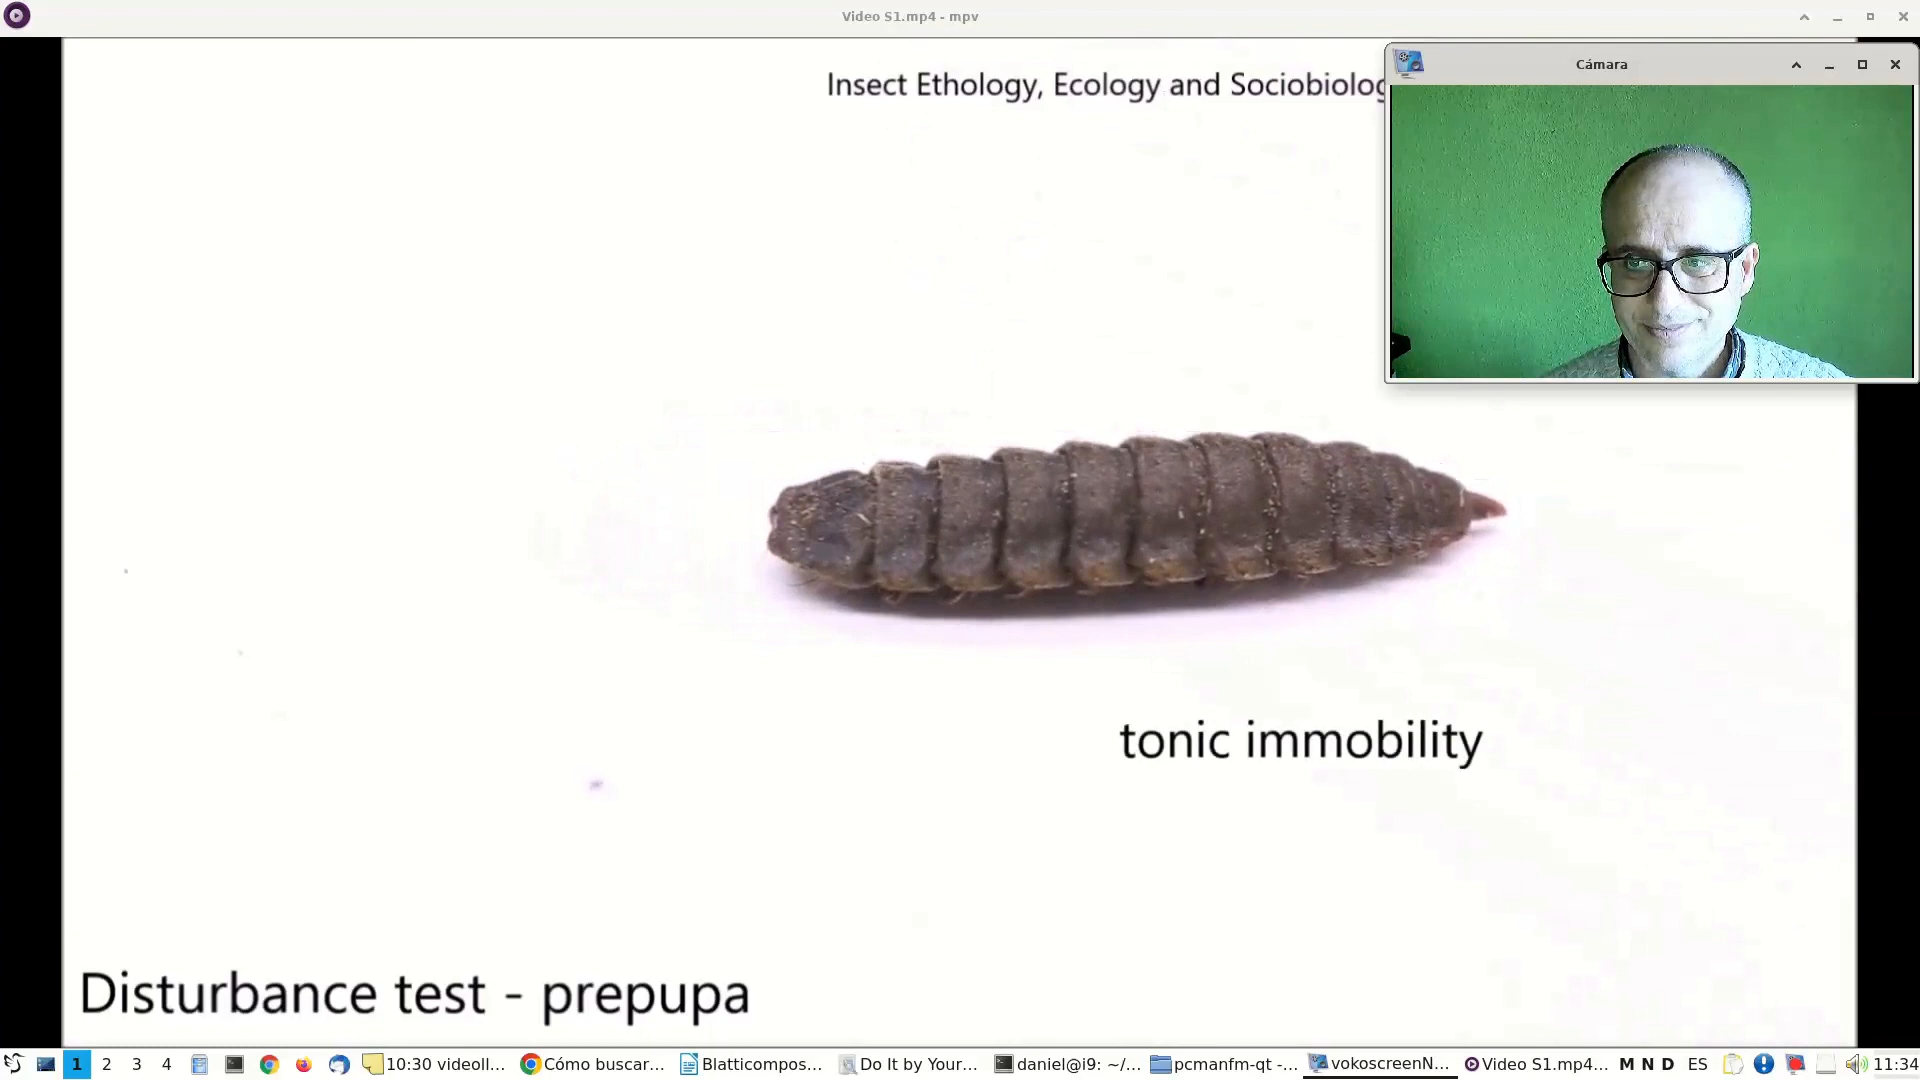 Video S1.mp4 - mpv
Insect Ethology, Ecology and Sociobiolog
Cámara
tonic immobility
Disturbance test - prepupa
1 2 3 4 10:30 videoll... Cómo buscar... Blatticompos... Do It by Your... daniel@i9: ~/... pcmanfm-qt -... vokoscreenN... Video S1.mp4... M N D ES 11:34